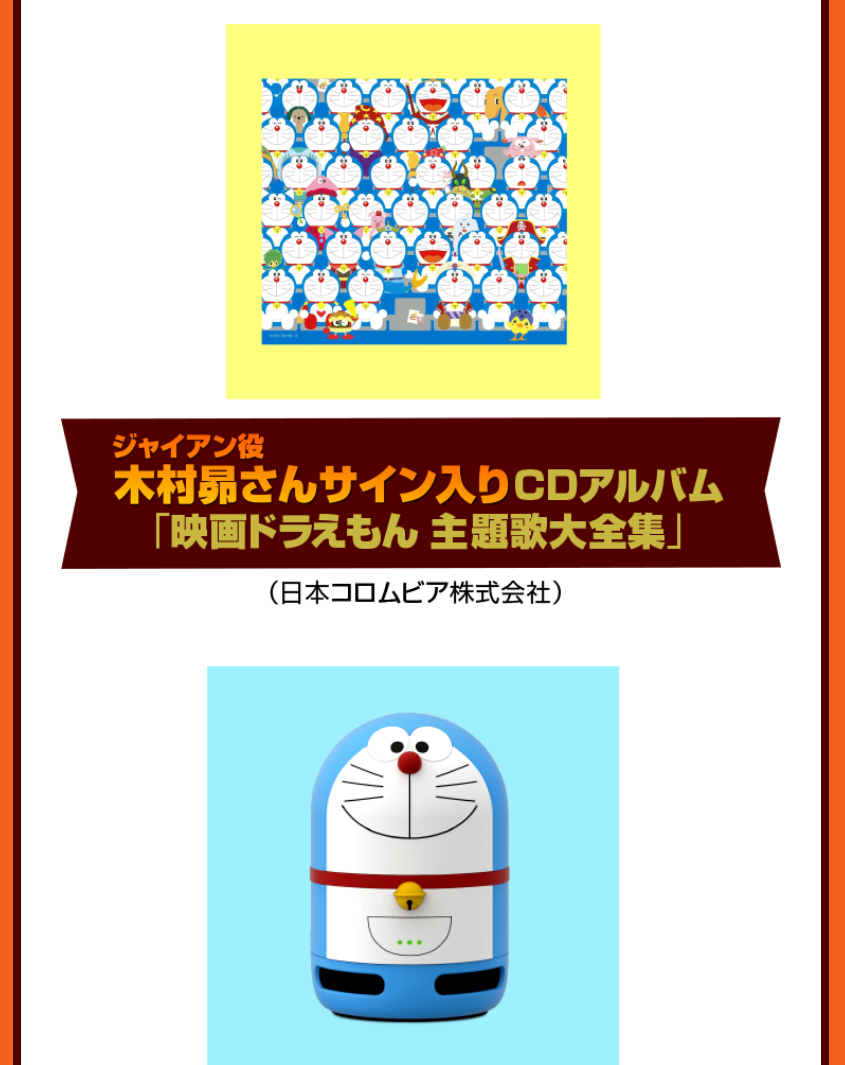 ジャイアン役
木村昴さんサイン入りCDアルバム
「映画ドラえもん 主題歌大全集」
（日本コロムビア株式会社）